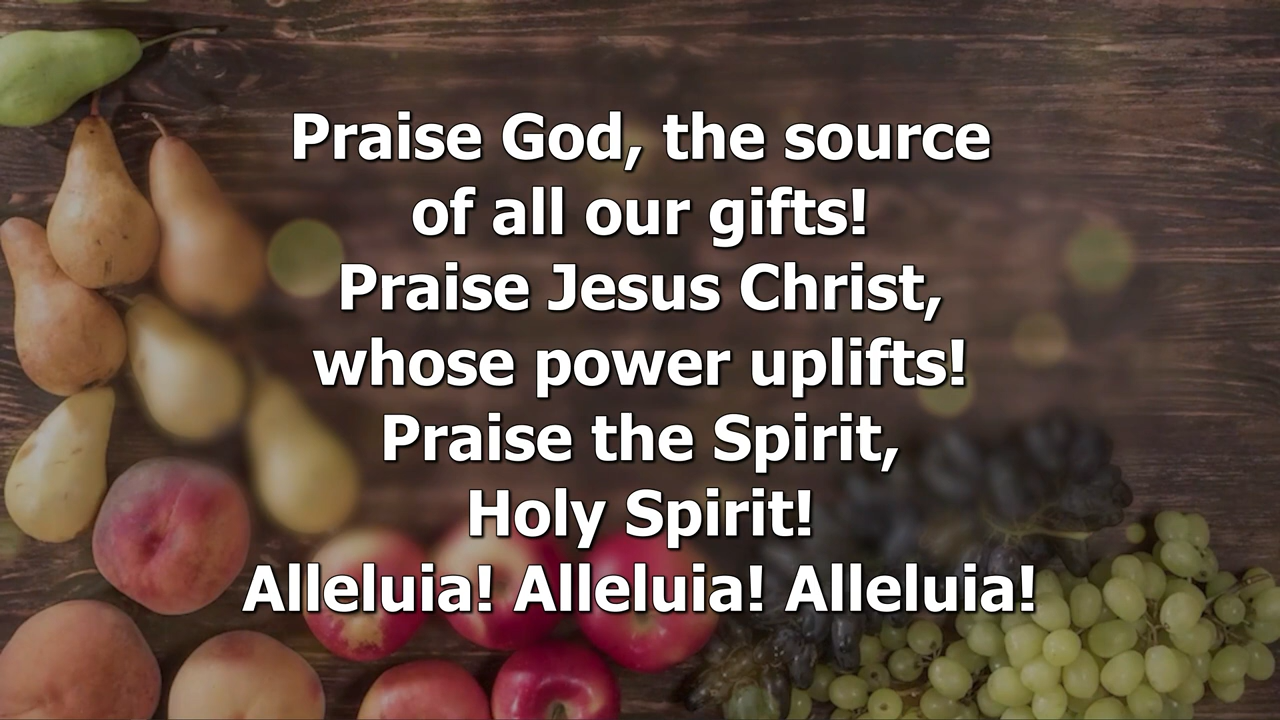 Praise God, the source
of all our gifts!
Praise Jesus Christ,
whose power uplifts!
Praise the Spirit,
Holy Spirit!
Alleluia! Alleluia! Alleluia!